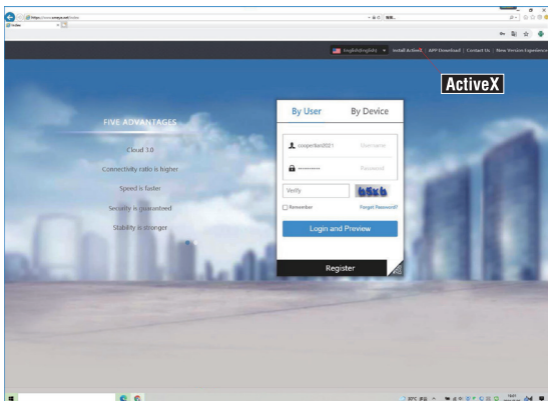 Index
English(English)
Install ActiveX | APP Download | Contact Us | New Version Experience
ActiveX
FIVE ADVANTAGES
Cloud 3.0
Connectivity ratio is higher
Speed is faster
Security is guaranteed
Stability is stronger
By User
By Device
Username
Password
Verify
Remember
Forgot Password?
Login and Preview
Register